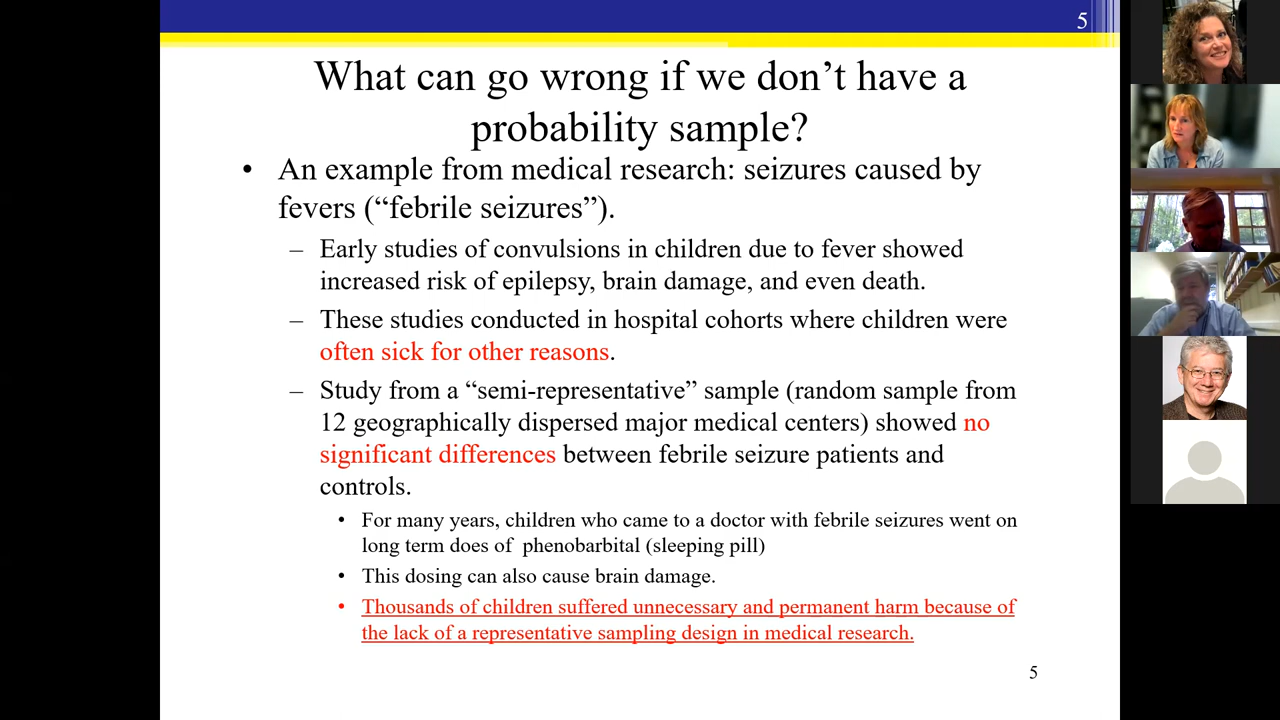 5
What can go wrong if we don’t have a
probability sample?
• An example from medical research: seizures caused by
fevers (“febrile seizures”).
– Early studies of convulsions in children due to fever showed
increased risk of epilepsy, brain damage, and even death.
– These studies conducted in hospital cohorts where children were
often sick for other reasons.
– Study from a “semi-representative” sample (random sample from
12 geographically dispersed major medical centers) showed no
significant differences between febrile seizure patients and
controls.
• For many years, children who came to a doctor with febrile seizures went on
long term does of phenobarbital (sleeping pill)
• This dosing can also cause brain damage.
• Thousands of children suffered unnecessary and permanent harm because of
the lack of a representative sampling design in medical research.
5